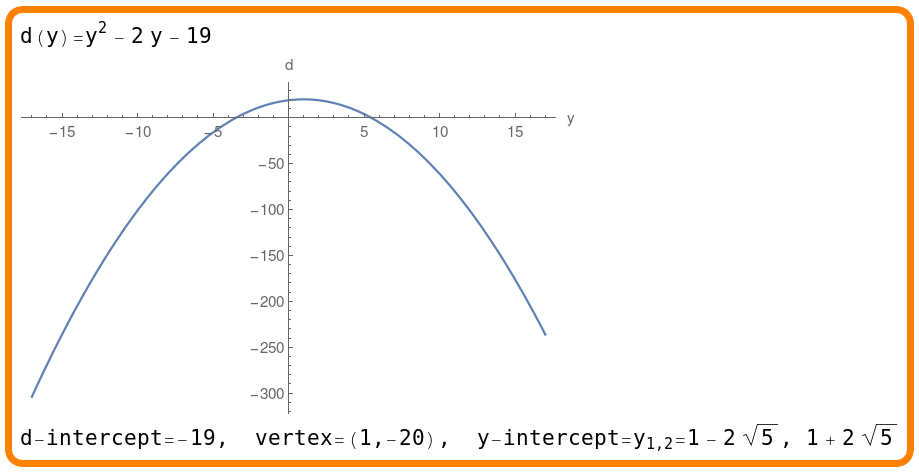 d(y)=y² - 2 y - 19
d
y
-15 -10 -5 5 10 15
-50
-100
-150
-200
-250
-300
d-intercept=-19, vertex=(1,-20), y-intercept=y₁,₂=1 - 2 √5, 1 + 2 √5